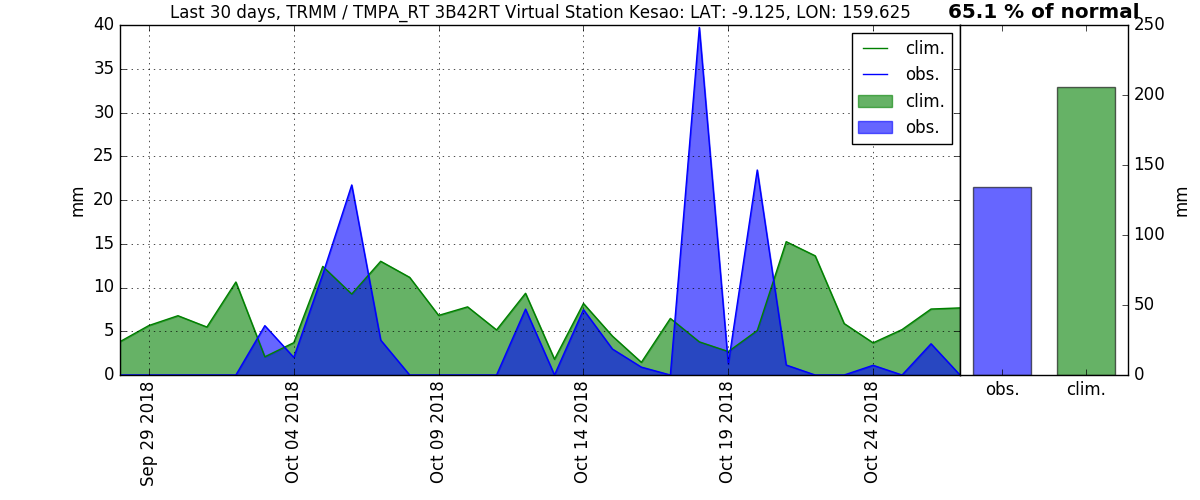 Last 30 days, TRMM / TMPA_RT 3B42RT Virtual Station Kesao: LAT: -9.125, LON: 159.625
65.1 % of normal
40
35
30
25
20
15
10
5
0
mm
clim.
obs.
clim.
obs.
Sep 29 2018
Oct 04 2018
Oct 09 2018
Oct 14 2018
Oct 19 2018
Oct 24 2018
250
200
150
100
50
0
mm
obs.
clim.